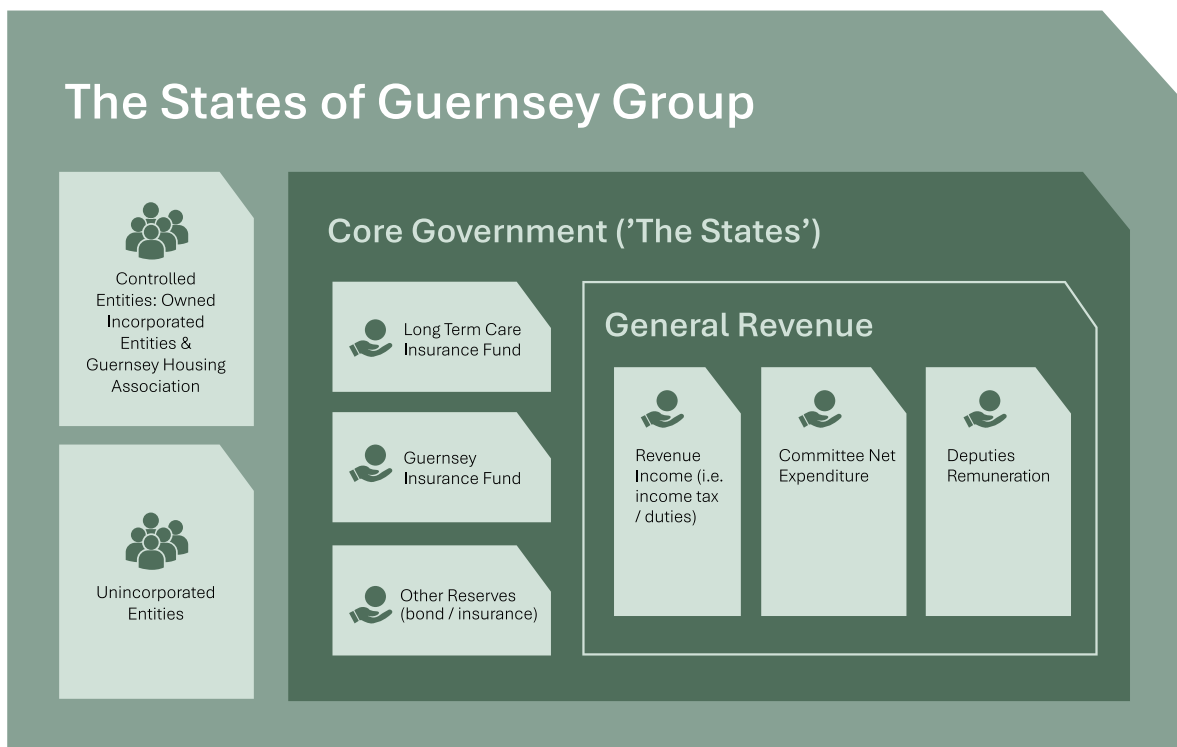 The States of Guernsey Group
Controlled
Entities: Owned
Incorporated
Entities &
Guernsey Housing
Association
Unincorporated
Entities
Core Government ('The States')
Long Term Care
Insurance Fund
Guernsey
Insurance Fund
Other Reserves
(bond / insurance)
General Revenue
Revenue
Income (i.e.
income tax
/ duties)
Committee Net
Expenditure
Deputies
Remuneration